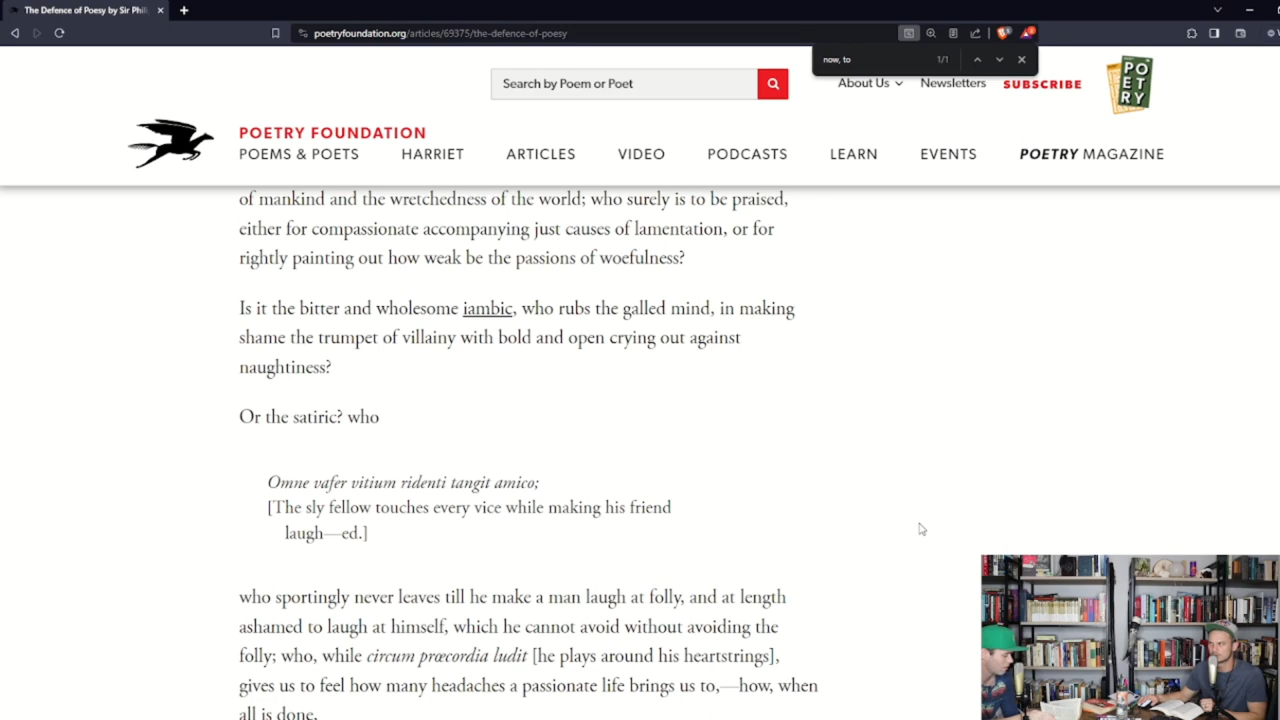 The Defence of Poesy by Sir Phili
poetryfoundation.org/articles/69375/the-defence-of-poesy
now, to 1/1
Search by Poem or Poet
About Us Newsletters SUBSCRIBE
PO
ET
RY
POETRY FOUNDATION
POEMS & POETS HARRIET ARTICLES VIDEO PODCASTS LEARN EVENTS POETRY MAGAZINE
of mankind and the wretchedness of the world; who surely is to be praised,
either for compassionate accompanying just causes of lamentation, or for
rightly painting out how weak be the passions of woefulness?
Is it the bitter and wholesome iambic, who rubs the galled mind, in making
shame the trumpet of villainy with bold and open crying out against
naughtiness?
Or the satiric? who
Omne vafer vitium ridenti tangit amico;
[The sly fellow touches every vice while making his friend
laugh—ed.]
who sportingly never leaves till he make a man laugh at folly, and at length
ashamed to laugh at himself, which he cannot avoid without avoiding the
folly; who, while circum præcordia ludit [he plays around his heartstrings],
gives us to feel how many headaches a passionate life brings us to,—how, when
all is done,